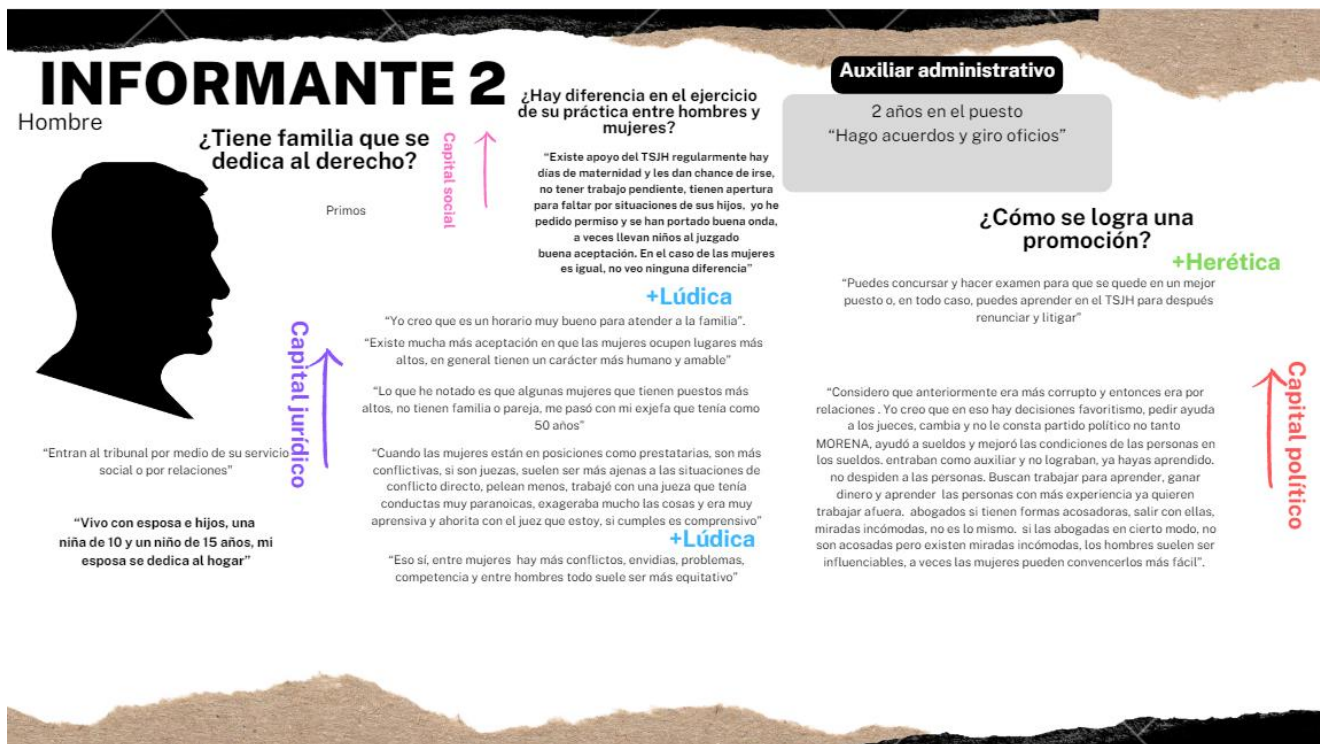 INFORMANTE 2
Hombre
¿Tiene familia que se
dedica al derecho?
Primos
Capital social
¿Hay diferencia en el ejercicio
de su práctica entre hombres y
mujeres?
“Existe apoyo del TSJH regularmente hay
días de maternidad y les dan chance de irse,
no tener trabajo pendiente, tienen apertura
para faltar por situaciones de sus hijos, yo he
pedido permiso y se han portado buena onda,
a veces llevan niños al juzgado
buena aceptación. En el caso de las mujeres
es igual, no veo ninguna diferencia”
+Lúdica
“Yo creo que es un horario muy bueno para atender a la familia”.
“Existe mucha más aceptación en que las mujeres ocupen lugares más
altos, en general tienen un carácter más humano y amable”
“Lo que he notado es que algunas mujeres que tienen puestos más
altos, no tienen familia o pareja, me pasó con mi exjefa que tenía como
50 años”
“Cuando las mujeres están en posiciones como prestatarias, son más
conflictivas, si son juezas, suelen ser más ajenas a las situaciones de
conflicto directo, pelean menos, trabajé con una jueza que tenía
conductas muy paranoicas, exageraba mucho las cosas y era muy
aprensiva y ahorita con el juez que estoy, si cumples es comprensivo”
+Lúdica
“Eso sí, entre mujeres hay más conflictos, envidias, problemas,
competencia y entre hombres todo suele ser más equitativo”
Capital jurídico
“Entran al tribunal por medio de su servicio
social o por relaciones”
“Vivo con esposa e hijos, una
niña de 10 y un niño de 15 años, mi
esposa se dedica al hogar”
Auxiliar administrativo
2 años en el puesto
“Hago acuerdos y giro oficios”
¿Cómo se logra una
promoción?
+Herética
“Puedes concursar y hacer examen para que se quede en un mejor
puesto o, en todo caso, puedes aprender en el TSJH para después
renunciar y litigar”
“Considero que anteriormente era más corrupto y entonces era por
relaciones . Yo creo que en eso hay decisiones favoritismo, pedir ayuda
a los jueces, cambia y no le consta partido político no tanto
MORENA, ayudó a sueldos y mejoró las condiciones de las personas en
los sueldos. entraban como auxiliar y no lograban, ya hayas aprendido.
no despiden a las personas. Buscan trabajar para aprender, ganar
dinero y aprender las personas con más experiencia ya quieren
trabajar afuera. abogados si tienen formas acosadoras, salir con ellas,
miradas incómodas, no es lo mismo. si las abogadas en cierto modo, no
son acosadas pero existen miradas incómodas, los hombres suelen ser
influenciables, a veces las mujeres pueden convencerlos más fácil”.
Capital político